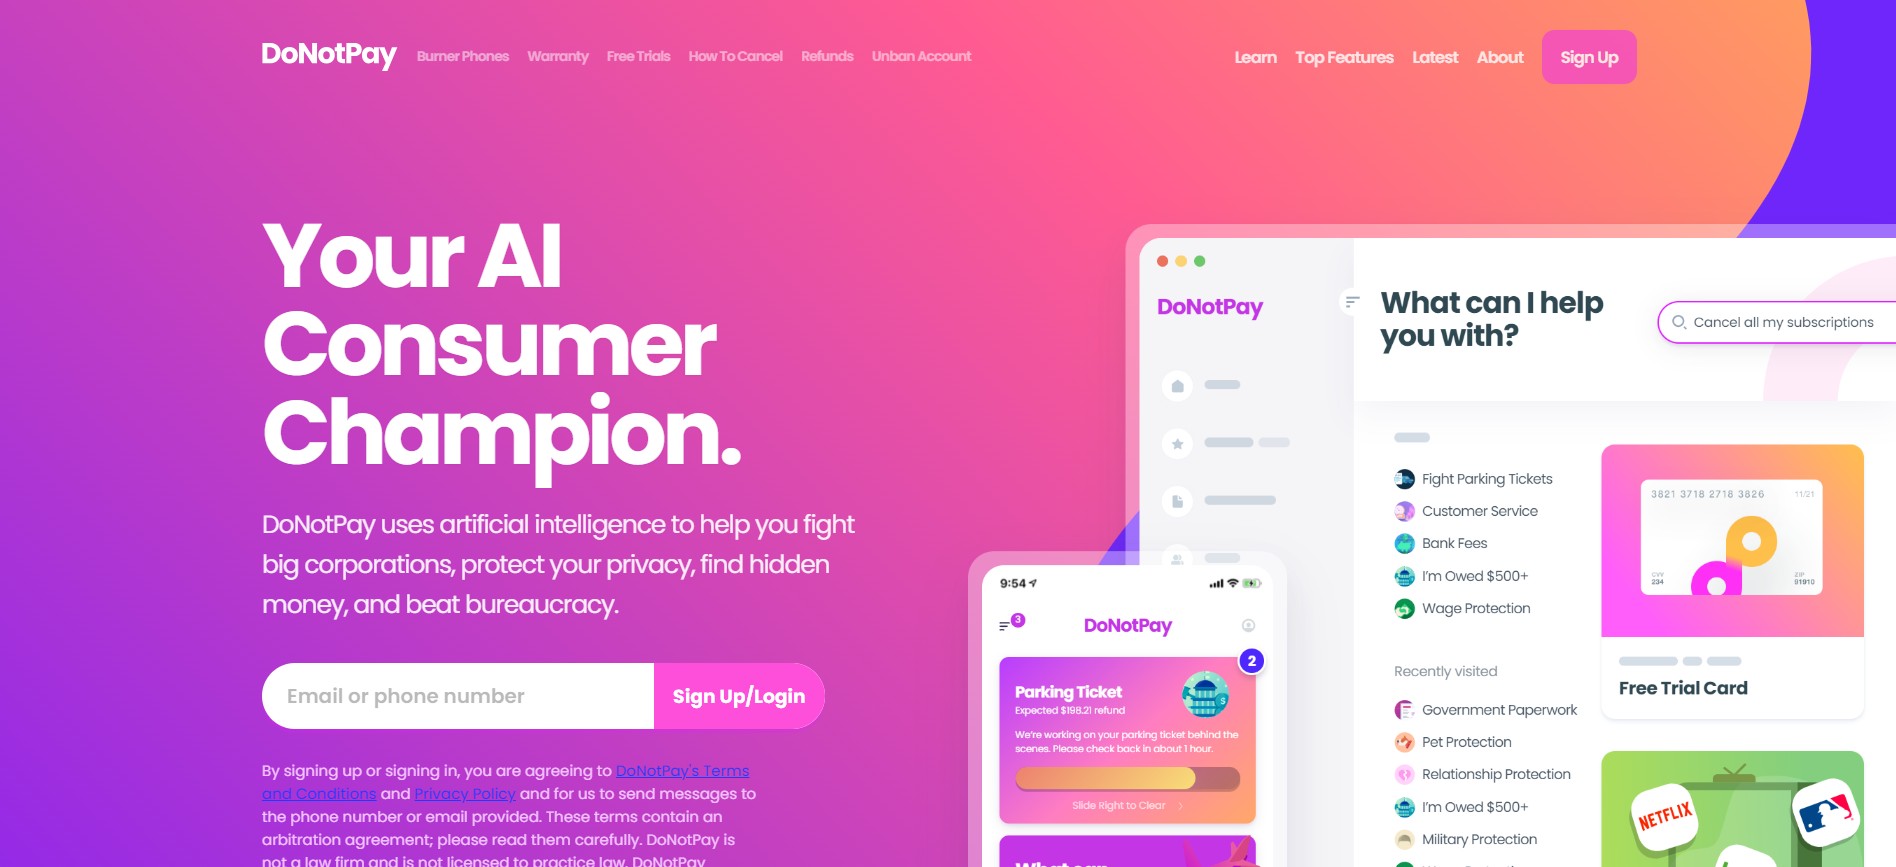 DoNotPay Burner Phones Warranty Free Trials How To Cancel Refunds Unban Account Learn Top Features Latest About Sign Up
Your AI
Consumer
Champion.
DoNotPay uses artificial intelligence to help you fight
big corporations, protect your privacy, find hidden
money, and beat bureaucracy.
Email or phone number Sign Up/Login
By signing up or signing in, you are agreeing to DoNotPay's Terms
and Conditions and Privacy Policy and for us to send messages to
the phone number or email provided. These terms contain an
arbitration agreement; please read them carefully. DoNotPay is
not a law firm and is not licensed to practice law. DoNotPay
DoNotPay
What can I help
you with?
Cancel all my subscriptions
Fight Parking Tickets
Customer Service
Bank Fees
I'm Owed $500+
Wage Protection
Recently visited
Government Paperwork
Pet Protection
Relationship Protection
I'm Owed $500+
Military Protection
3821 3718 2718 3826 11/21
CVV ZIP
234 91910
Free Trial Card
NETFLIX
9:54
3
DoNotPay
2
Parking Ticket
Expected $198.21 refund
We're working on your parking ticket behind the
scenes. Please check back in about 1 hour.
Slide Right to Clear
What can